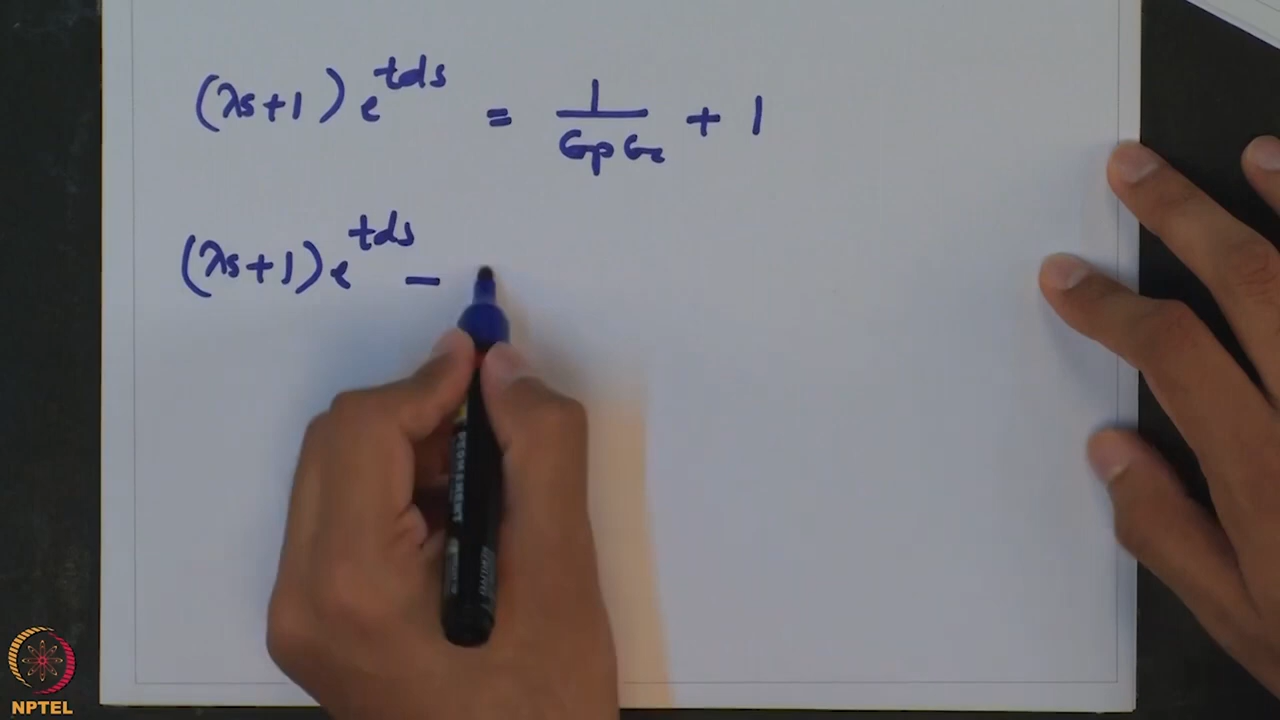 (λs+1) e^tds = 1/GpGc + 1
(λs+1) e^tds −
NPTEL